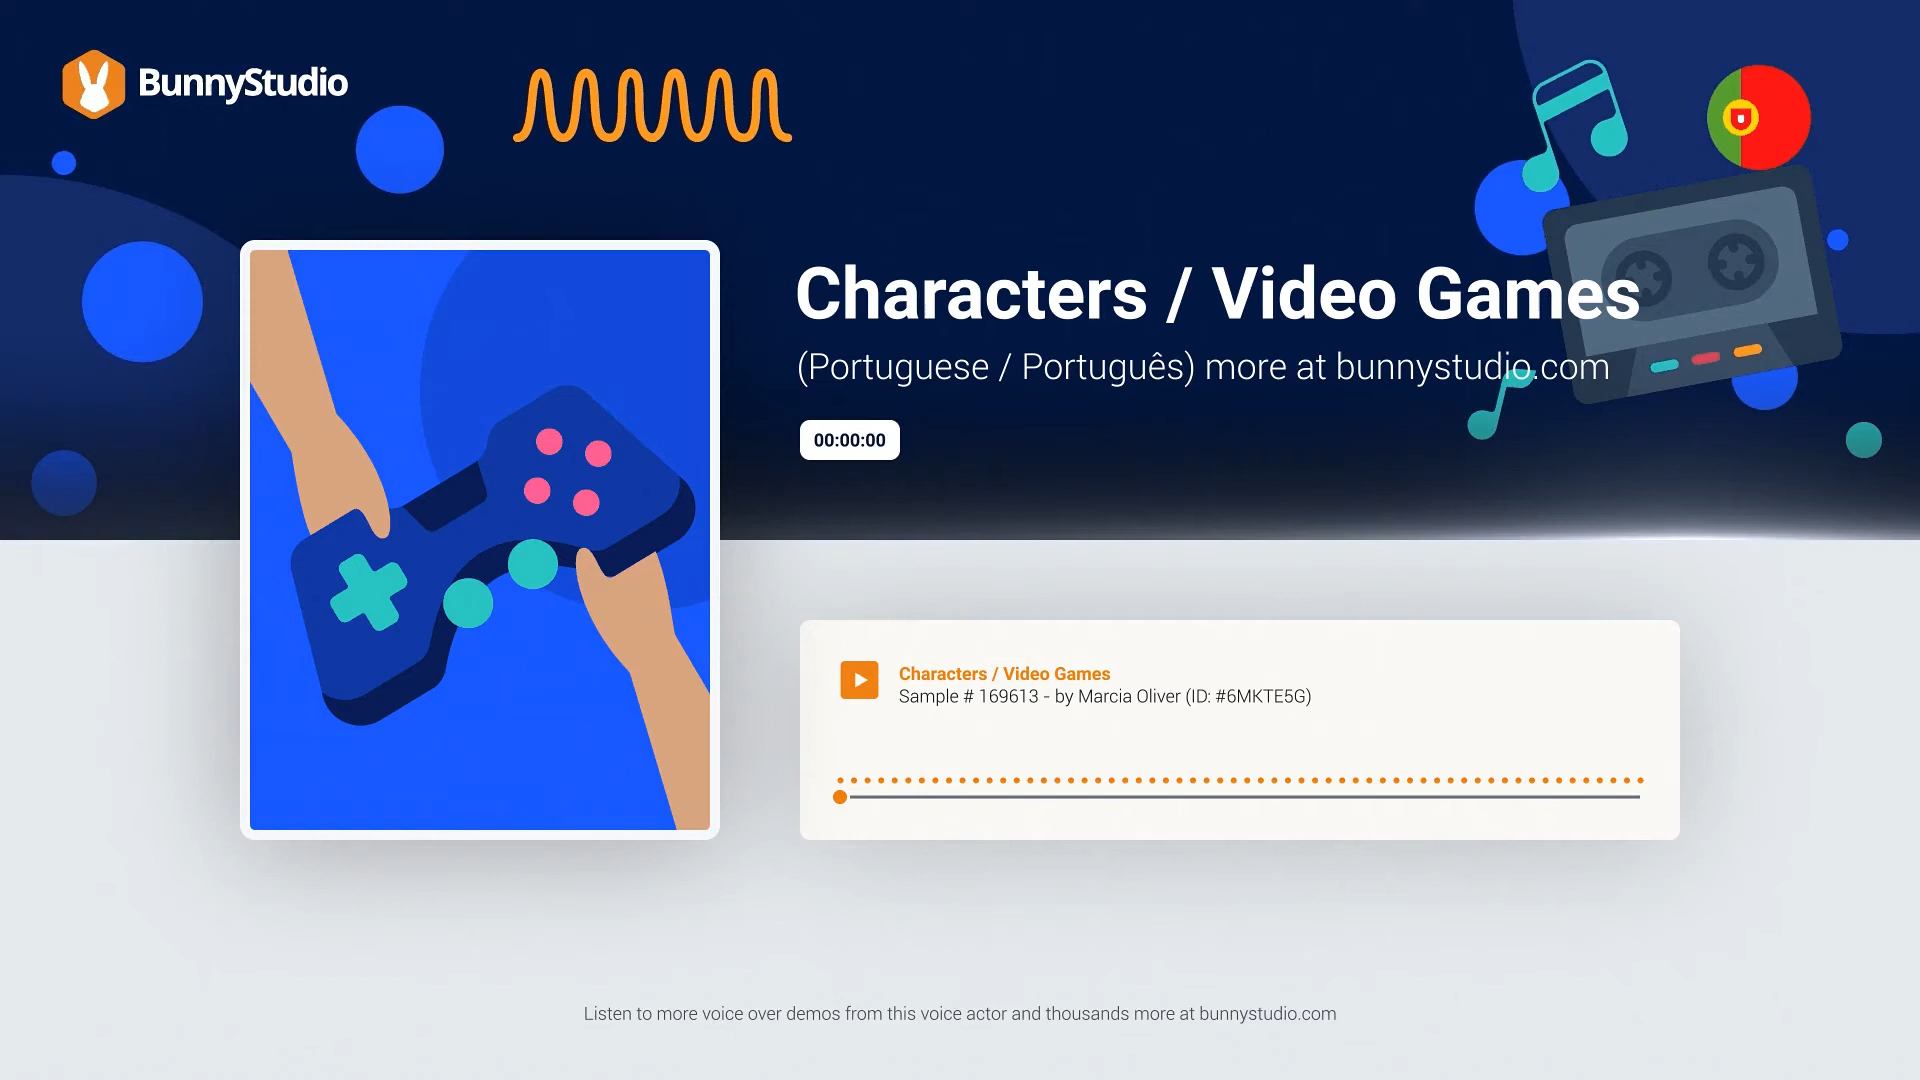 BunnyStudio
Characters / Video Games
(Portuguese / Português) more at bunnystudio.com
00:00:00
Characters / Video Games
Sample # 169613 - by Marcia Oliver (ID: #6MKTE5G)
Listen to more voice over demos from this voice actor and thousands more at bunnystudio.com